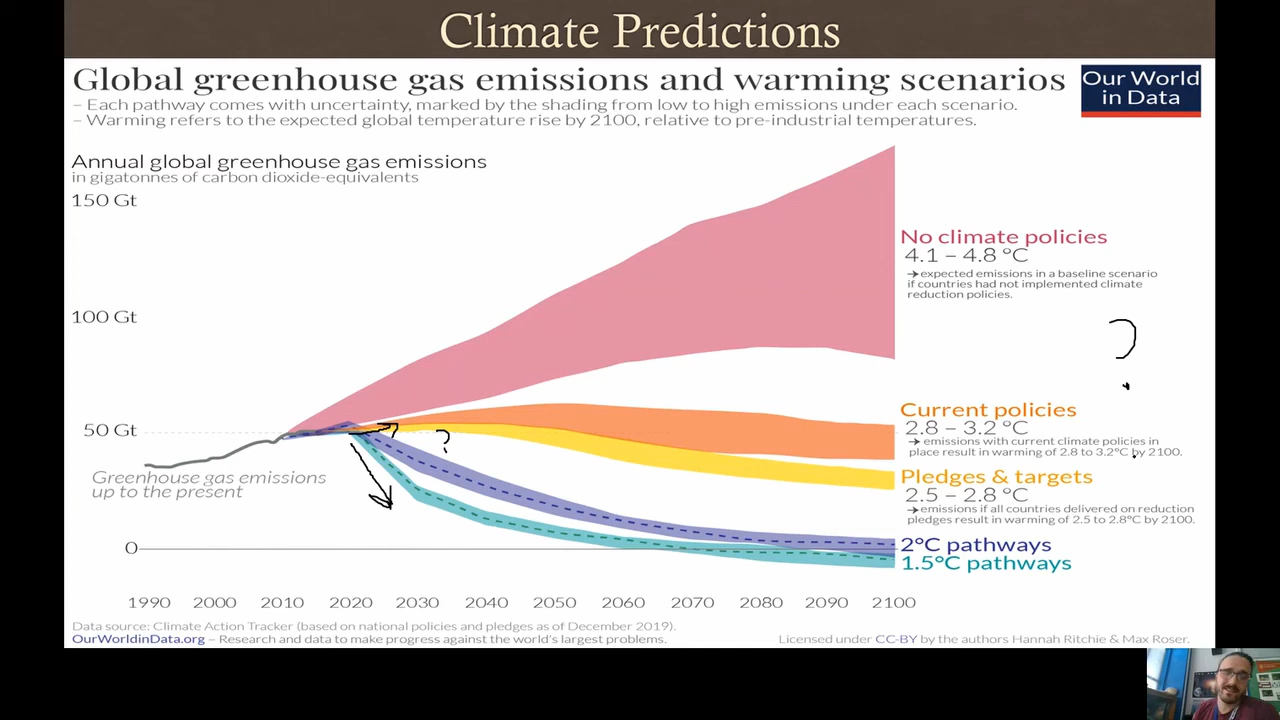 Climate Predictions
Global greenhouse gas emissions and warming scenarios
Our World
in Data
– Each pathway comes with uncertainty, marked by the shading from low to high emissions under each scenario.
– Warming refers to the expected global temperature rise by 2100, relative to pre-industrial temperatures.
Annual global greenhouse gas emissions
in gigatonnes of carbon dioxide-equivalents
150 Gt
No climate policies
4.1 – 4.8 °C
→ expected emissions in a baseline scenario
if countries had not implemented climate
reduction policies.
100 Gt
?
Current policies
2.8 – 3.2 °C
→ emissions with current climate policies in
place result in warming of 2.8 to 3.2°C by 2100.
50 Gt
?
Greenhouse gas emissions
up to the present
Pledges & targets
2.5 – 2.8 °C
→ emissions if all countries delivered on reduction
pledges result in warming of 2.5 to 2.8°C by 2100.
2°C pathways
0
1.5°C pathways
1990 2000 2010 2020 2030 2040 2050 2060 2070 2080 2090 2100
Data source: Climate Action Tracker (based on national policies and pledges as of December 2019).
OurWorldinData.org – Research and data to make progress against the world's largest problems.
Licensed under CC-BY by the authors Hannah Ritchie & Max Roser.